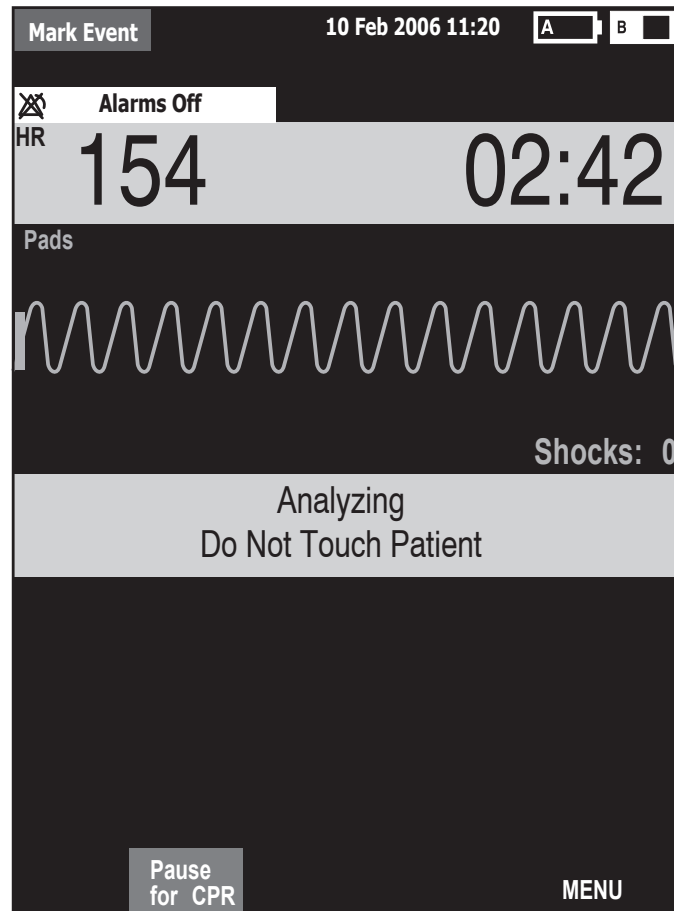 Mark Event
10 Feb 2006 11:20
A
B
Alarms Off
HR
154
02:42
Pads
Shocks: 0
Analyzing
Do Not Touch Patient
Pause
for CPR
MENU